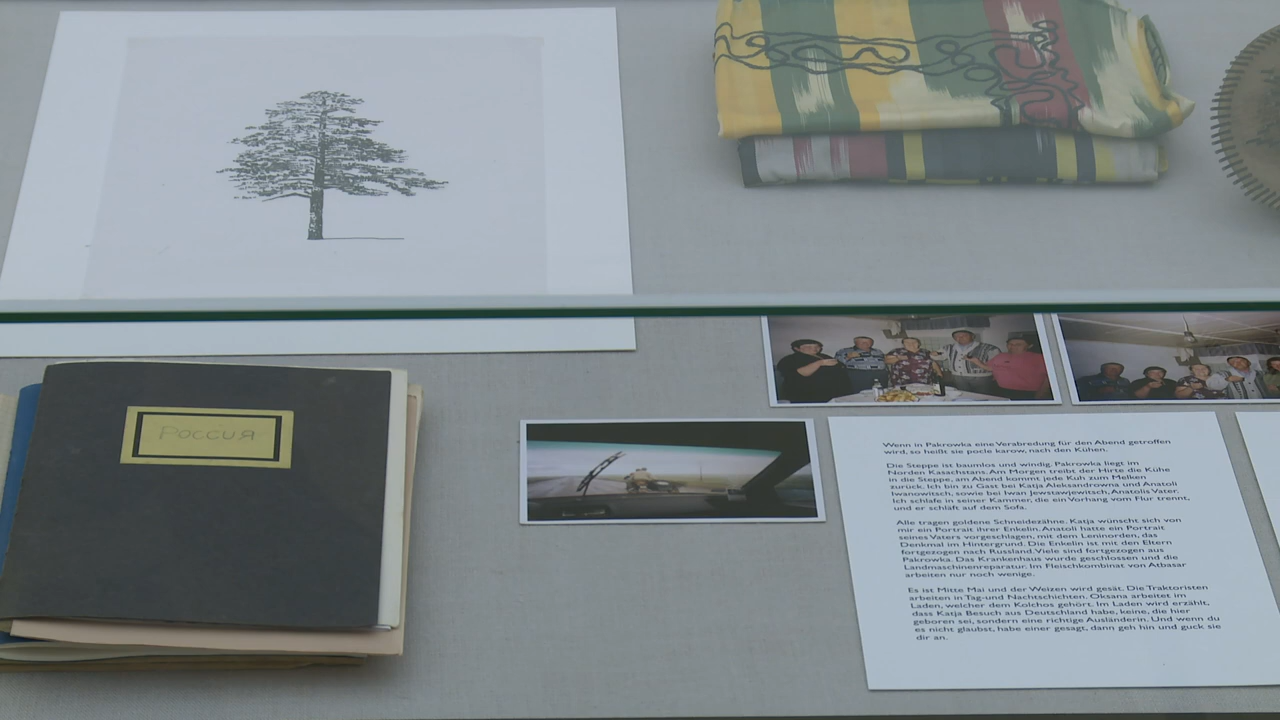 Россия
Wenn in Pakrowka eine Verabredung für den Abend getroffen
wird, so heißt sie pocle karow, nach den Kühen.
Die Steppe ist baumlos und windig. Pakrowka liegt im
Norden Kasachstans. Am Morgen treibt der Hirte die Kühe
in die Steppe, am Abend kommt jede Kuh zum Melken
zurück. Ich bin zu Gast bei Katja Aleksandrowna und Anatoli
Iwanowitsch, sowie bei Iwan Jewstawjewitsch, Anatolis Vater.
Ich schlafe in seiner Kammer, die ein Vorhang vom Flur trennt,
und er schläft auf dem Sofa.
Alle tragen goldene Schneidezähne. Katja wünscht sich von
mir ein Portrait ihrer Enkelin. Anatoli hatte ein Portrait
seines Vaters vorgeschlagen, mit dem Leninorden, das
Denkmal im Hintergrund. Die Enkelin ist mit den Eltern
fortgezogen nach Russland. Viele sind fortgezogen aus
Pakrowka. Das Krankenhaus wurde geschlossen und die
Landmaschinenreparatur. Im Fleischkombinat von Atbasar
arbeiten nur noch wenige.
Es ist Mitte Mai und der Weizen wird gesät. Die Traktoristen
arbeiten in Tag-und Nachtschichten. Oksana arbeitet im
Laden, welcher dem Kolchos gehört. Im Laden wird erzählt,
dass Katja Besuch aus Deutschland habe, keine, die hier
geboren sei, sondern eine richtige Ausländerin. Und wenn du
es nicht glaubst, habe einer gesagt, dann geh hin und guck sie
dir an.